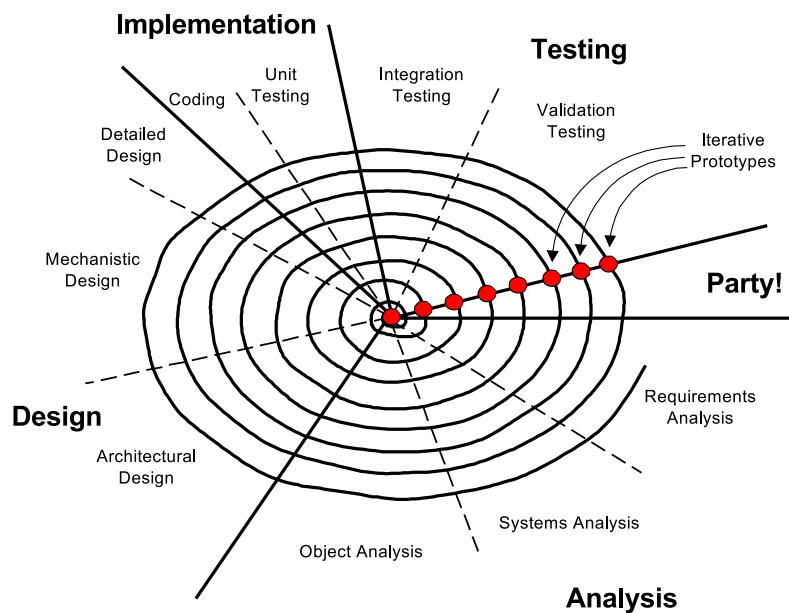 Implementation
Testing
Unit
Testing
Integration
Testing
Coding
Validation
Testing
Detailed
Design
Iterative
Prototypes
Mechanistic
Design
Party!
Requirements
Analysis
Design
Architectural
Design
Systems Analysis
Object Analysis
Analysis